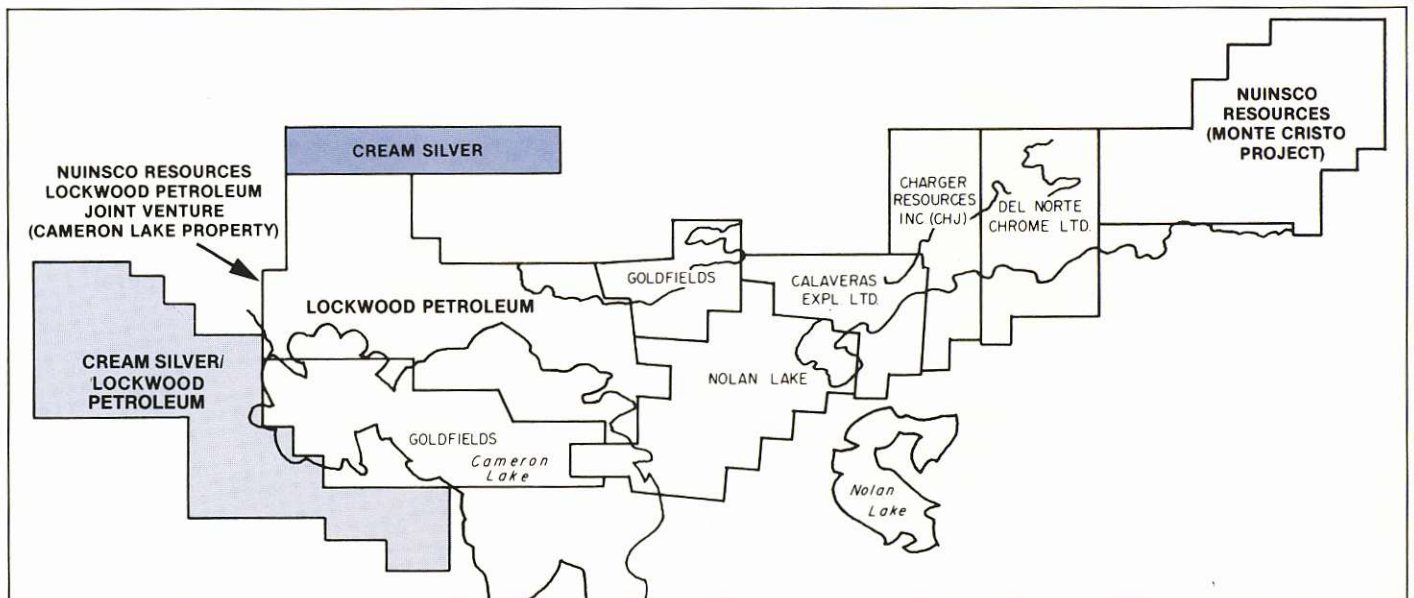 CREAM SILVER
NUINSCO RESOURCES
LOCKWOOD PETROLEUM
JOINT VENTURE
(CAMERON LAKE PROPERTY)
NUINSCO
RESOURCES
(MONTE CRISTO
PROJECT)
CHARGER
RESOURCES
INC (CHJ)
DEL NORTE
CHROME LTD.
GOLDFIELDS
CALAVERAS
EXPL. LTD.
LOCKWOOD PETROLEUM
CREAM SILVER/
LOCKWOOD
PETROLEUM
NOLAN LAKE
GOLDFIELDS
Cameron
Lake
Nolan
Lake